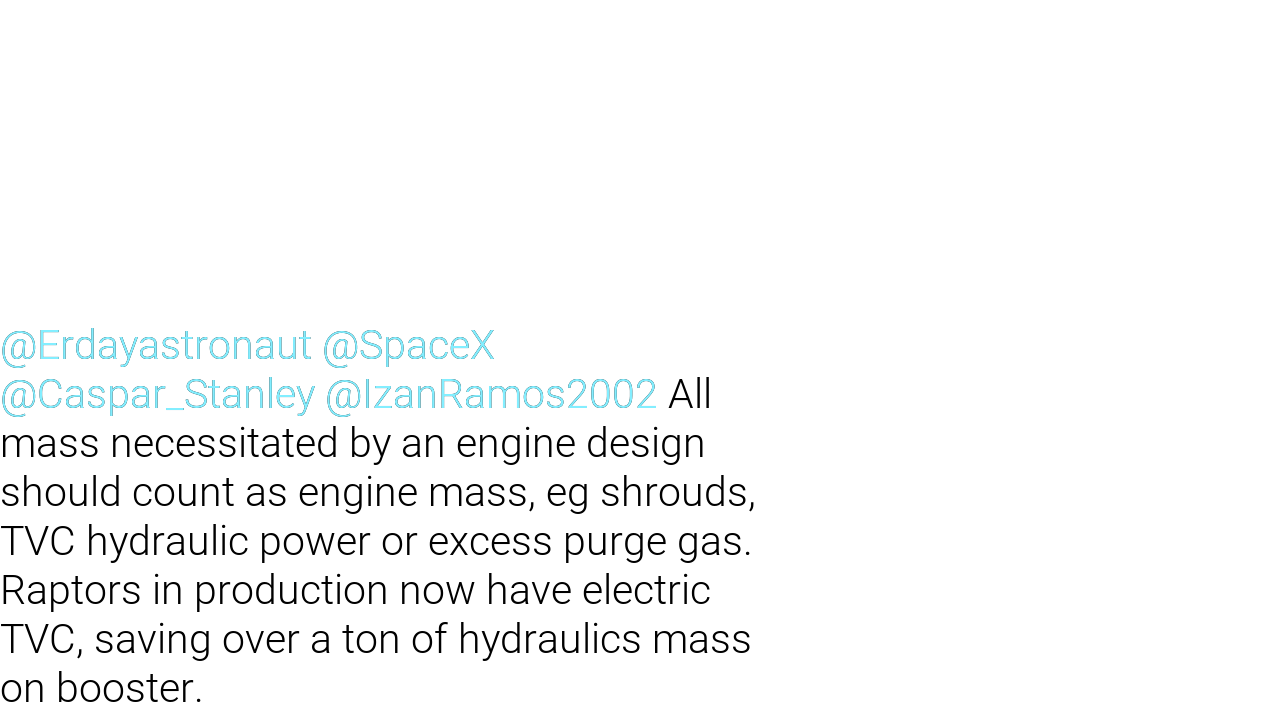 @Erdayastronaut @SpaceX
@Caspar_Stanley @IzanRamos2002 All
mass necessitated by an engine design
should count as engine mass, eg shrouds,
TVC hydraulic power or excess purge gas.
Raptors in production now have electric
TVC, saving over a ton of hydraulics mass
on booster.